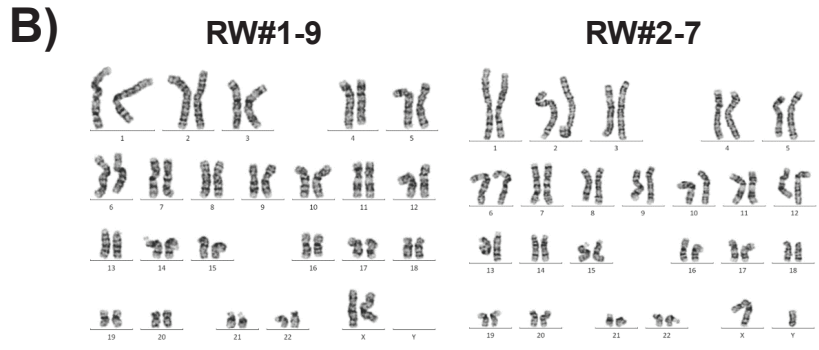 B) RW#1-9 RW#2-7
1 2 3 4 5 1 2 3 4 5
6 7 8 9 10 11 12 6 7 8 9 10 11 12
13 14 15 16 17 18 13 14 15 16 17 18
19 20 21 22 X Y 19 20 21 22 X Y